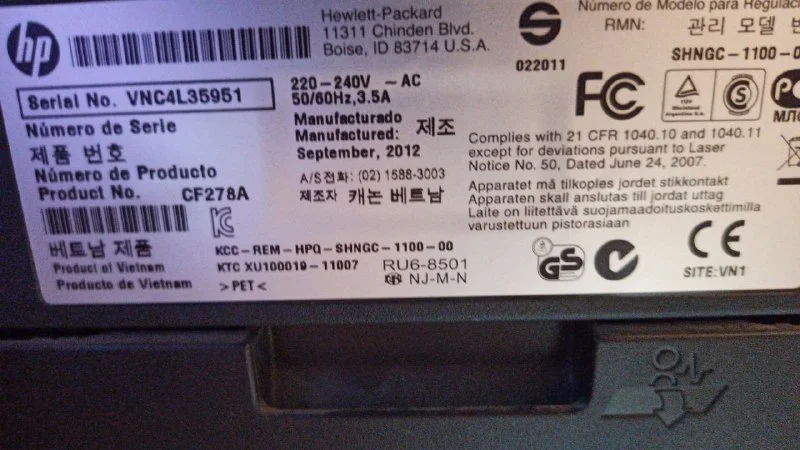 hp
Hewlett-Packard
11311 Chinden Blvd.
Boise, ID 83714 U.S.A.
Número de Modelo para
RMN: 관리 모델
SHNGC-1100-0
022011
Serial No. VNC4L35951
Número de Serie
제품 번호
Número de Producto
Product No. CF278A
220-240V ~ AC
50/60Hz,3.5A
Manufacturado
Manufactured: 제조
September, 2012
A/S전화: (02) 1588-3003
제조자 캐논 베트남
FC
TÜV
Rheinland
Argentina S.A.
S
Complies with 21 CFR 1040.10 and 1040.11
except for deviations pursuant to Laser
Notice No. 50, Dated June 24, 2007.
Apparatet må tilkoples jordet stikkontakt
Apparaten skall anslutas till jordat uttag
Laite on liitettävä suojamaadoituskoskettimilla
varustettuun pistorasiaan
베트남 제품
Product of Vietnam
Producto de Vietnam
KCC-REM-HPQ-SHNGC-1100-00
KTC XU100019-11007
>PET<
RU6-8501
NJ-M-N
GS
CE
SITE:VN1